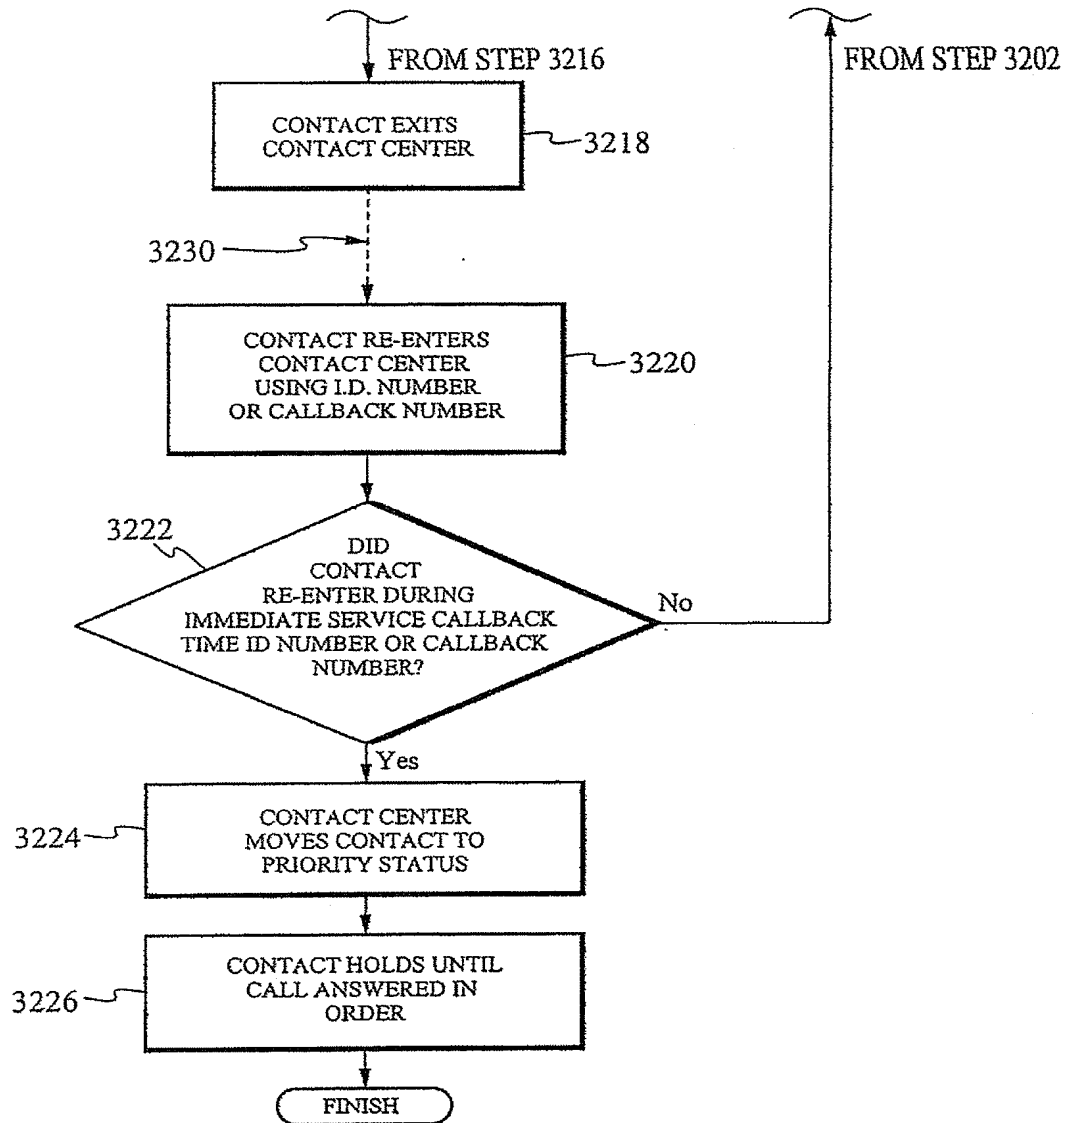 FROM STEP 3216
FROM STEP 3202
CONTACT EXITS
CONTACT CENTER
3218
3230
CONTACT RE-ENTERS
CONTACT CENTER
USING I.D. NUMBER
OR CALLBACK NUMBER
3220
3222
DID
CONTACT
RE-ENTER DURING
IMMEDIATE SERVICE CALLBACK
TIME ID NUMBER OR CALLBACK
NUMBER?
No
Yes
CONTACT CENTER
MOVES CONTACT TO
PRIORITY STATUS
3224
CONTACT HOLDS UNTIL
CALL ANSWERED IN
ORDER
3226
FINISH